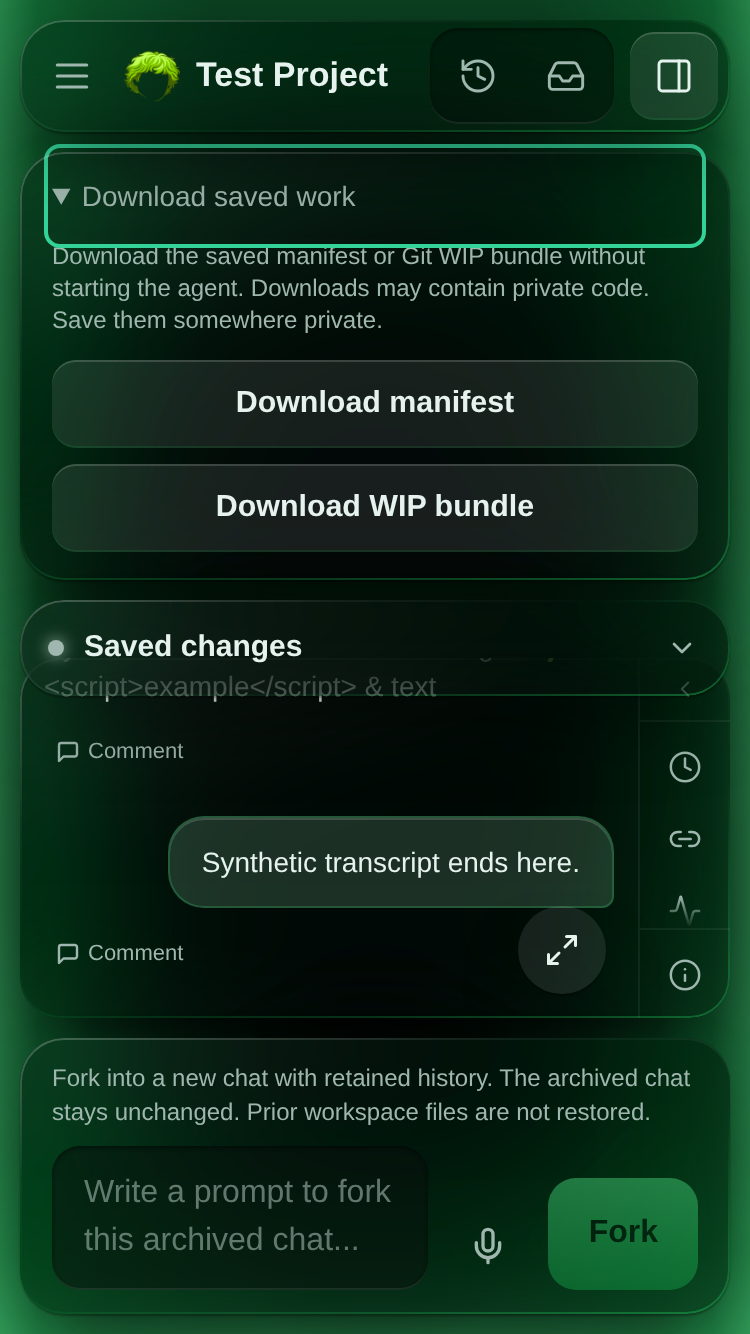 Test Project
Download saved work
Download the saved manifest or Git WIP bundle without
starting the agent. Downloads may contain private code.
Save them somewhere private.
Download manifest
Download WIP bundle
Saved changes
<script>example</script> & text
Comment
Synthetic transcript ends here.
Comment
Fork into a new chat with retained history. The archived chat
stays unchanged. Prior workspace files are not restored.
Write a prompt to fork
this archived chat...
Fork